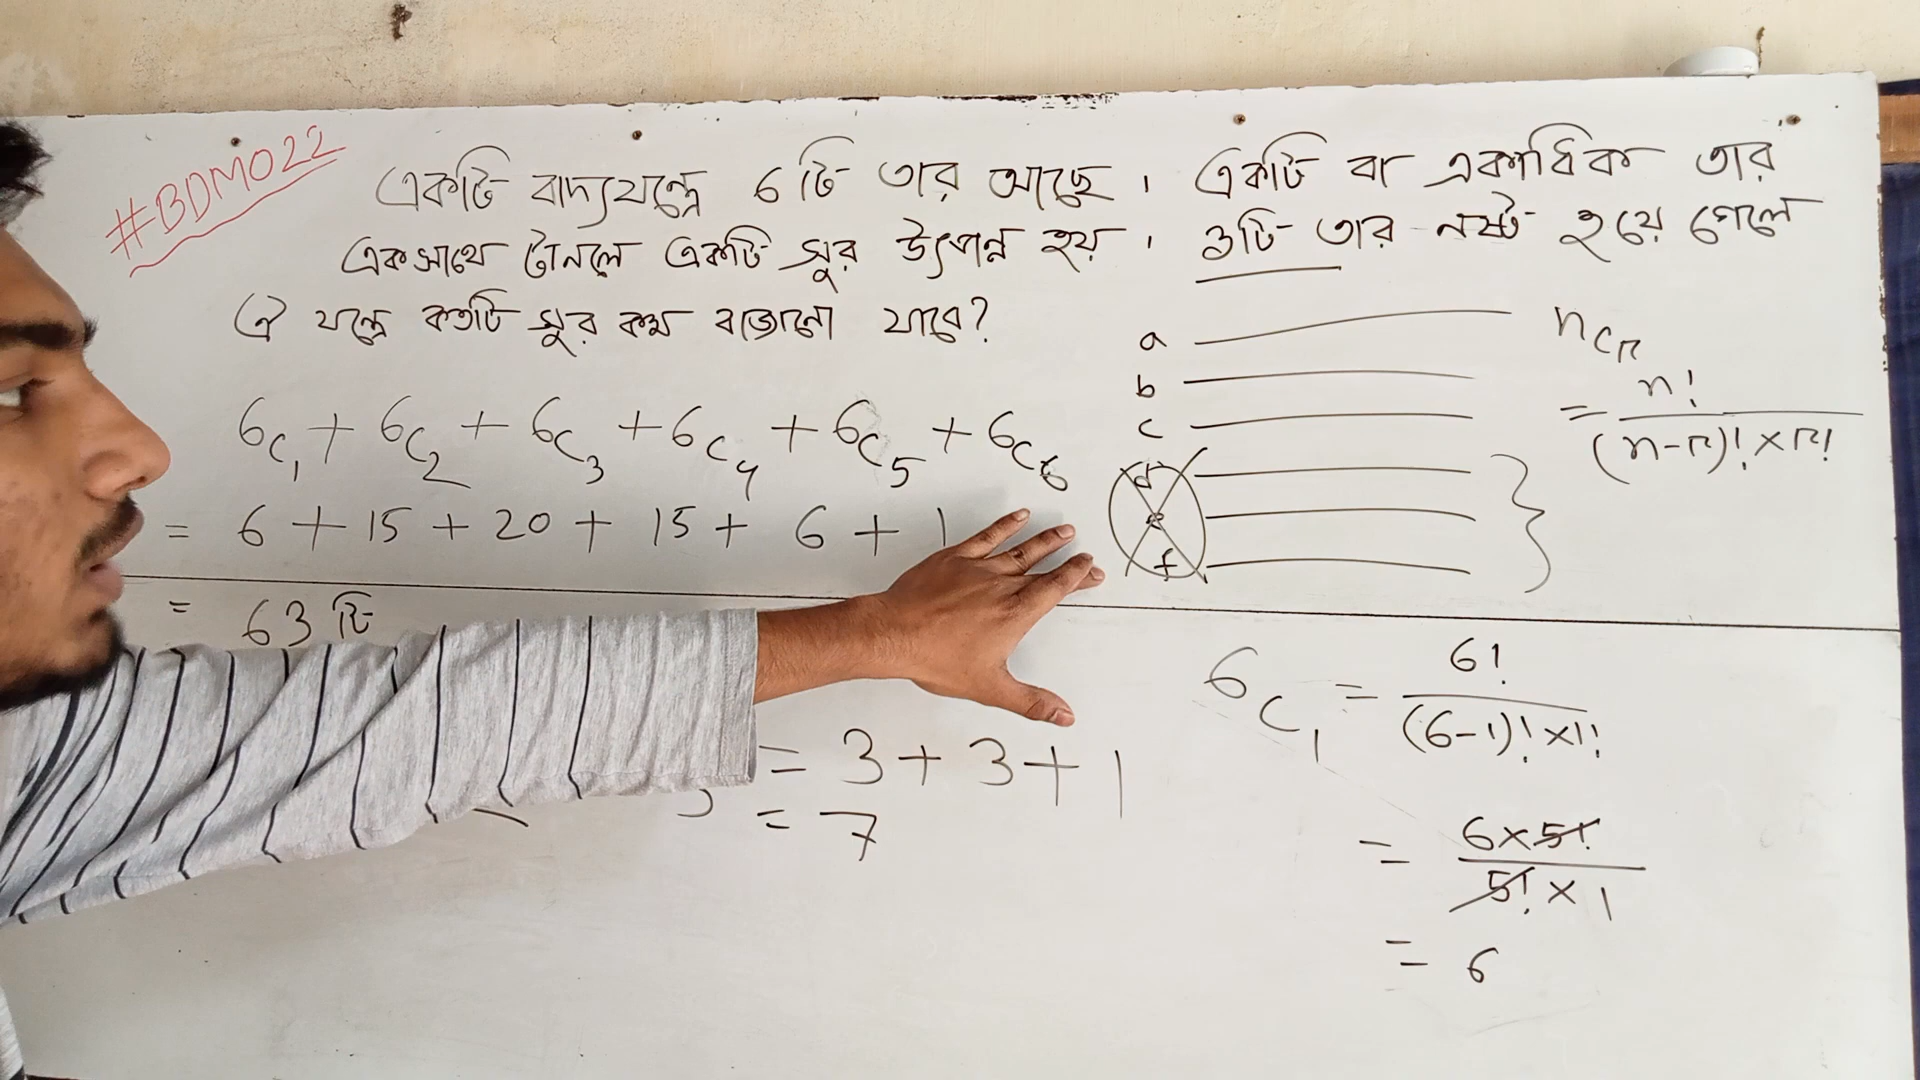 #BDMO22
একটি বাদ্যযন্ত্রে 6টি তার আছে। একটি বা একাধিক তার
একসাথে টানলে একটি সুর উৎপন্ন হয়। 3টি তার নষ্ট হয়ে গেলে
ঐ যন্ত্রে কতটি সুর কম বাজানো যাবে?
6C1 + 6C2 + 6C3 + 6C4 + 6C5 + 6C6
= 6 + 15 + 20 + 15 + 6 + 1
= 63 টি
= 3 + 3 + 1
= 7
a
b
c
d
e
f
nCr
= n! / (n-r)! × r!
6C1 = 6! / (6-1)! × 1!
= 6 × 5! / 5! × 1
= 6